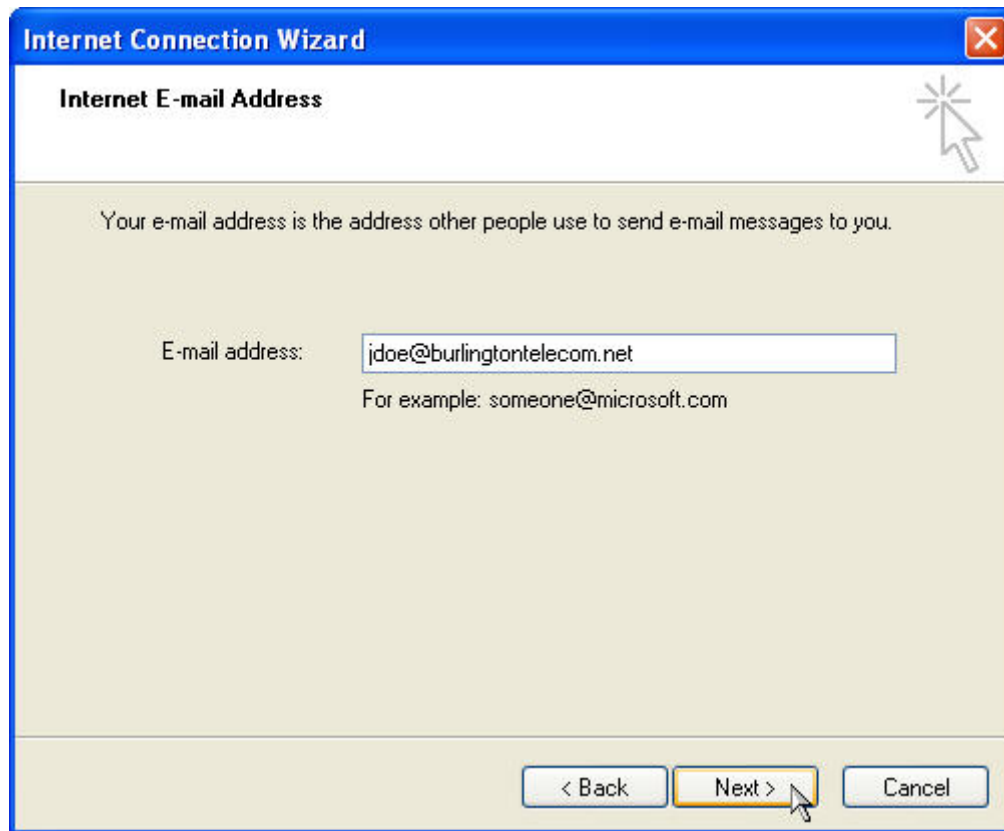 Internet Connection Wizard
Internet E-mail Address
Your e-mail address is the address other people use to send e-mail messages to you.
E-mail address: jdoe@burlingtontelecom.net
For example: someone@microsoft.com
< Back Next > Cancel